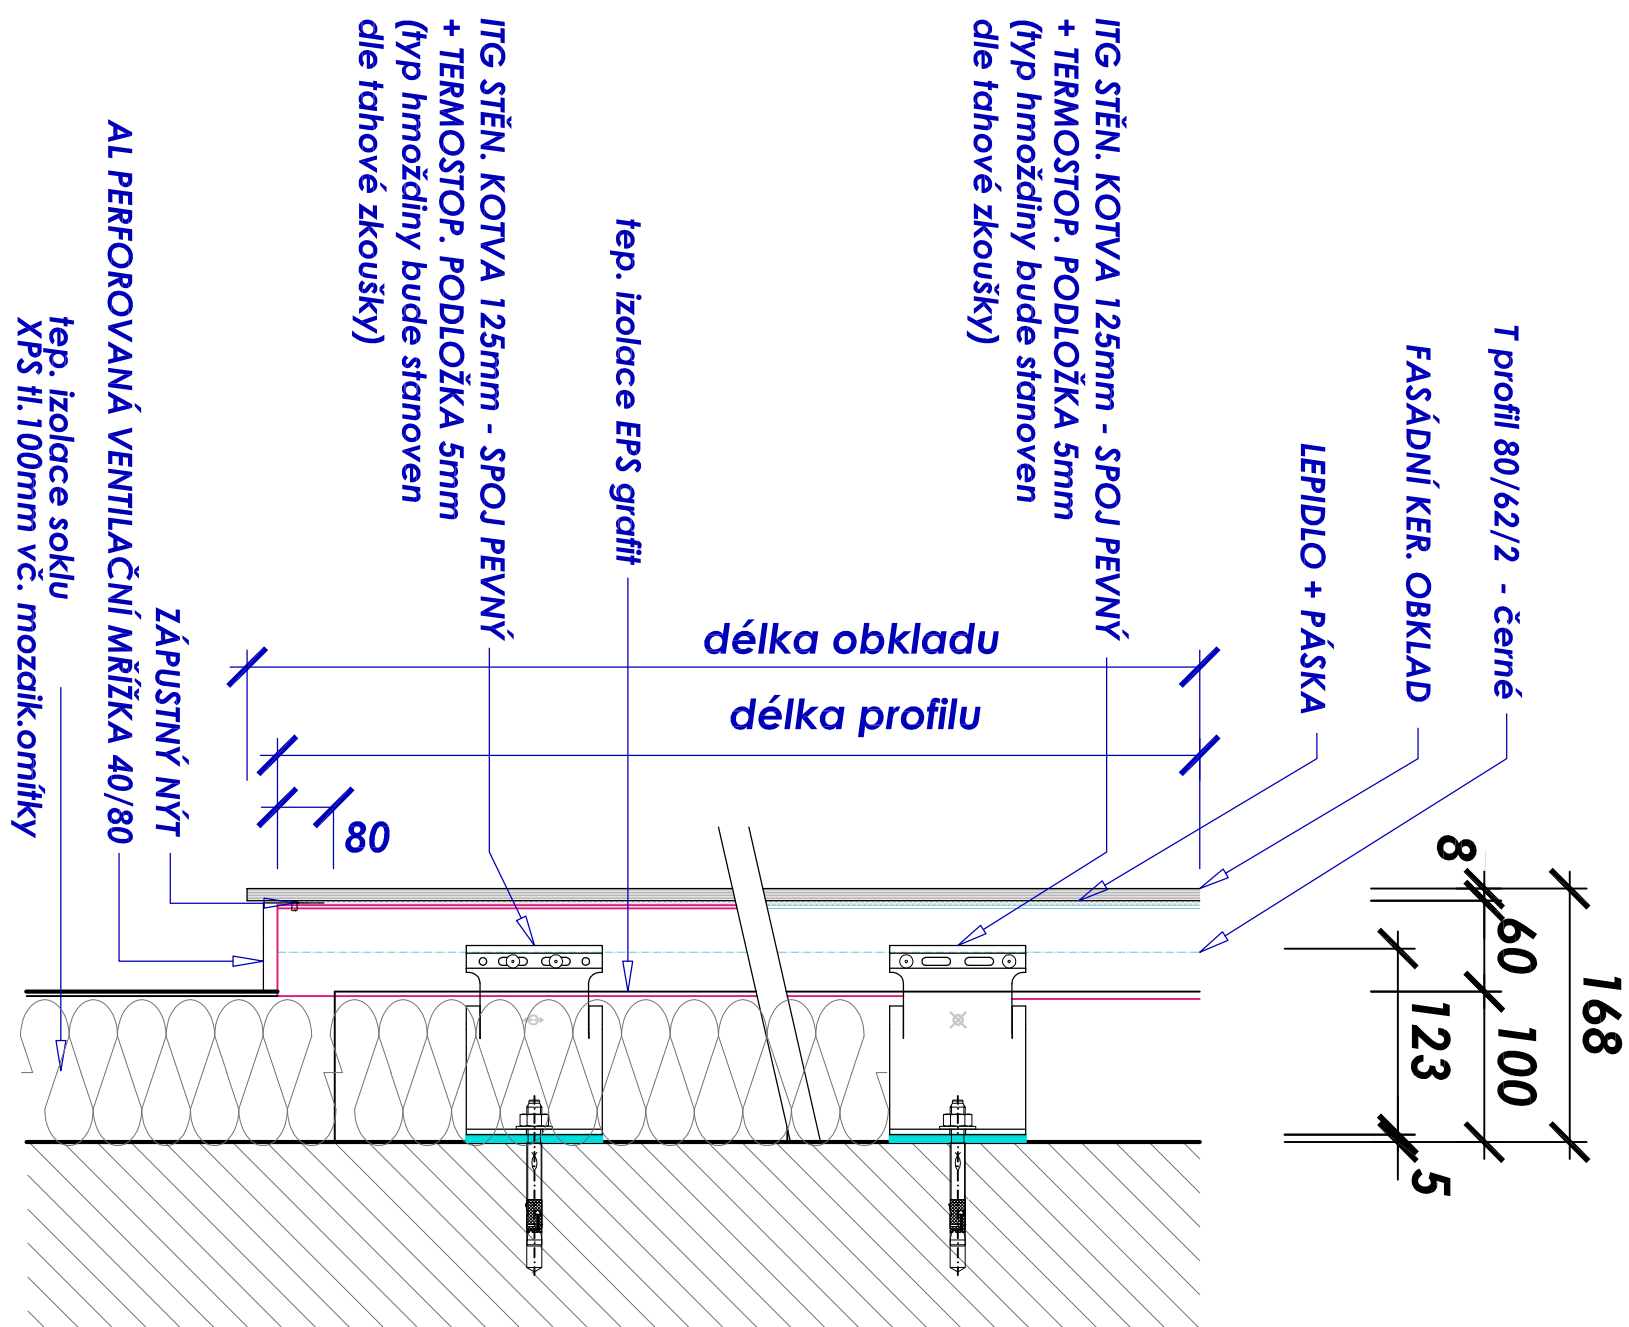 T profil 80/62/2 - černé
FASÁDNÍ KER. OBKLAD
LEPIDLO + PÁSKA
ITG STĚN. KOTVA 125mm - SPOJ PEVNÝ
+ TERMOSTOP. PODLOŽKA 5mm
(typ hmoždiny bude stanoven
dle tahové zkoušky)
tep. izolace EPS grafit
ITG STĚN. KOTVA 125mm - SPOJ PEVNÝ
+ TERMOSTOP. PODLOŽKA 5mm
(typ hmoždiny bude stanoven
dle tahové zkoušky)
ZÁPUSTNÝ NÝT
AL PERFOROVANÁ VENTILAČNÍ MŘÍŽKA 40/80
tep. izolace soklu
XPS tl.100mm vč. mozaik.omítky
délka obkladu
délka profilu
80
168
8
60
100
123
5